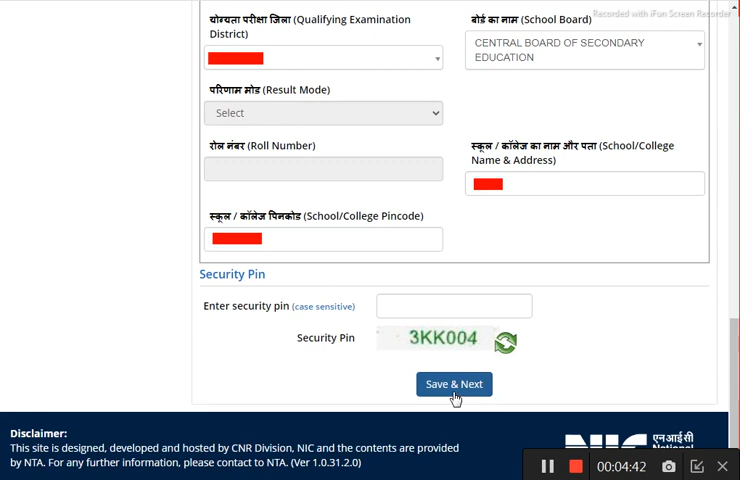 Recorded with iFun Screen Recorder
योग्यता परीक्षा जिला (Qualifying Examination
District)
बोर्ड का नाम (School Board)
CENTRAL BOARD OF SECONDARY
EDUCATION
परिणाम मोड (Result Mode)
Select
रोल नंबर (Roll Number)
स्कूल / कॉलेज का नाम और पता (School/College
Name & Address)
स्कूल / कॉलेज पिनकोड (School/College Pincode)
Security Pin
Enter security pin (case sensitive)
Security Pin
3KK004
Save & Next
Disclaimer:
This site is designed, developed and hosted by CNR Division, NIC and the contents are provided
by NTA. For any further information, please contact to NTA. (Ver 1.0.31.2.0)
NIC
एनआईसी
National
00:04:42